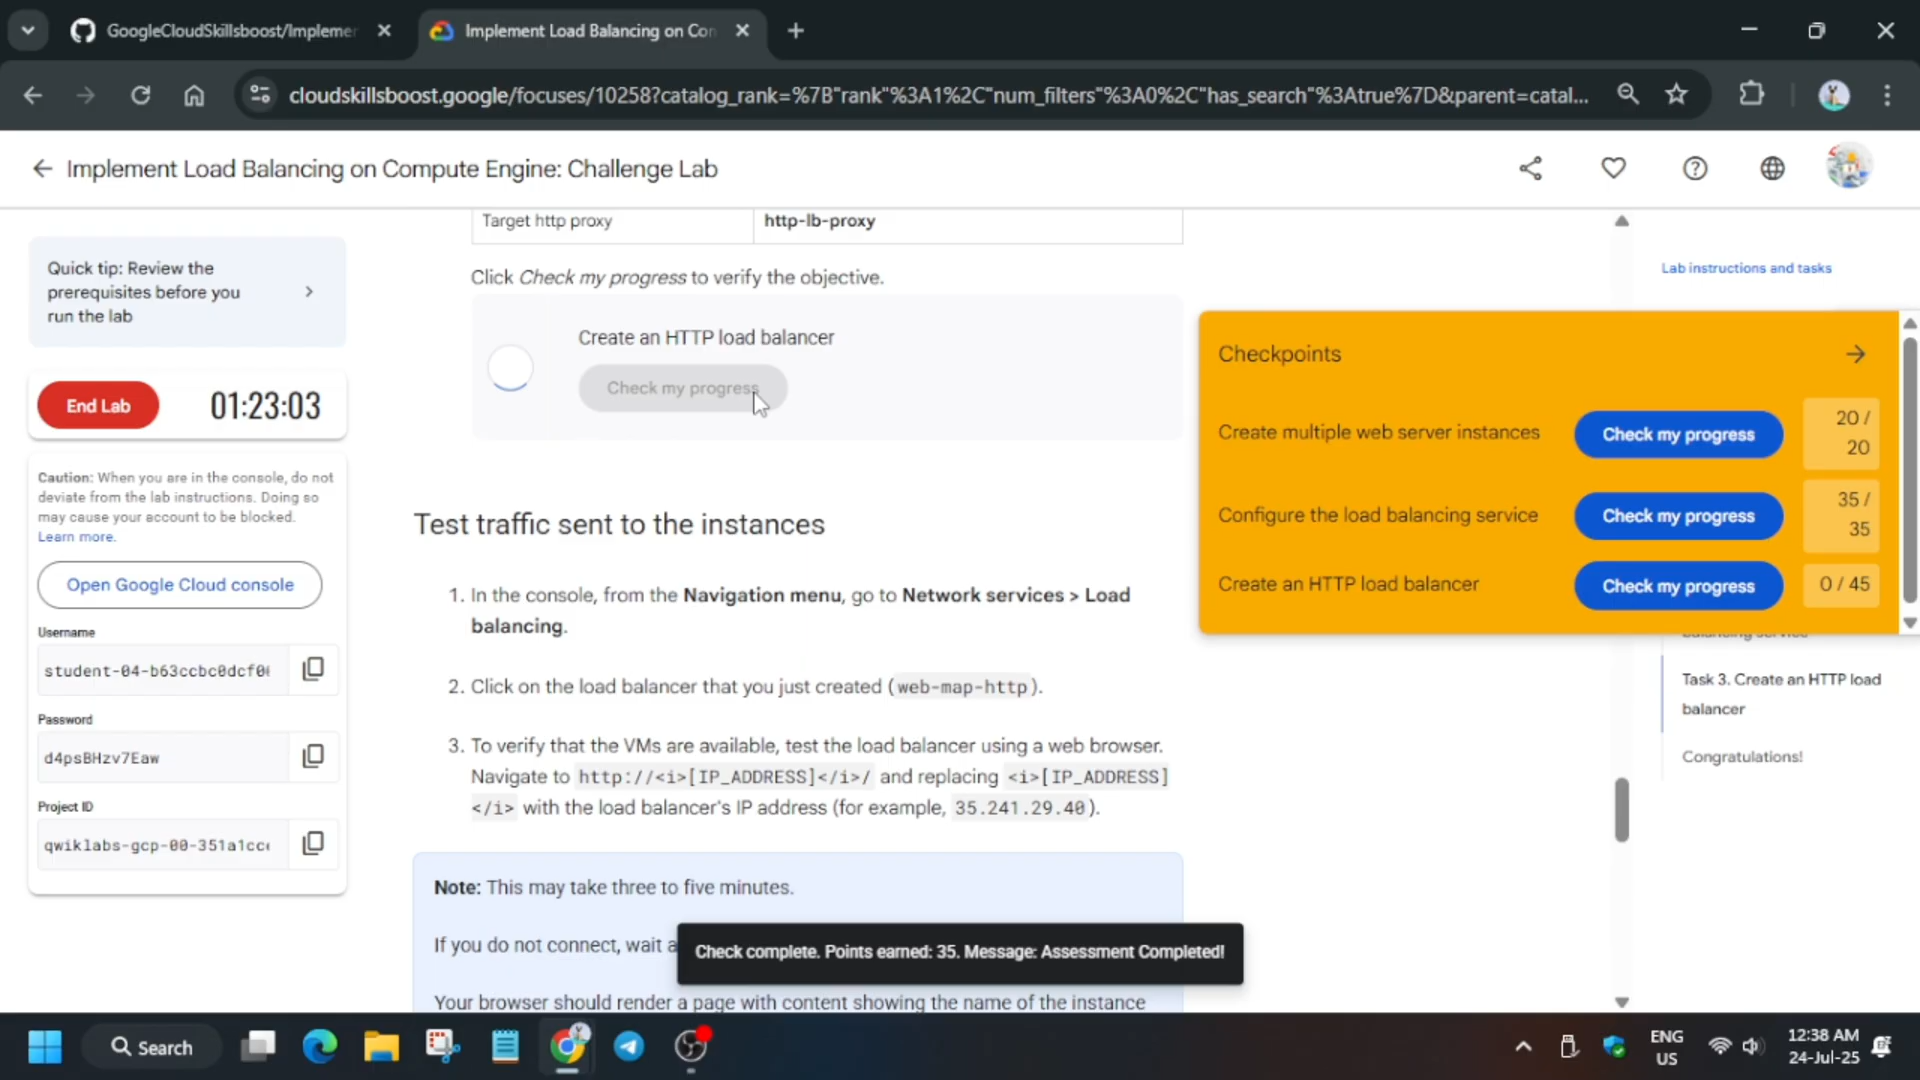 GoogleCloudSkillsboost/Implemen
Implement Load Balancing on Com
cloudskillsboost.google/focuses/10258?catalog_rank=%7B"rank"%3A1%2C"num_filters"%3A0%2C"has_search"%3Atrue%7D&parent=catal...
Implement Load Balancing on Compute Engine: Challenge Lab
Quick tip: Review the
prerequisites before you
run the lab
End Lab
01:23:03
Caution: When you are in the console, do not
deviate from the lab instructions. Doing so
may cause your account to be blocked.
Learn more.
Open Google Cloud console
Username
student-04-b63ccbc0dcf0
Password
d4psBHzv7Eaw
Project ID
qwiklabs-gcp-00-351a1cc
Target http proxy
http-lb-proxy
Click Check my progress to verify the objective.
Create an HTTP load balancer
Check my progress
Test traffic sent to the instances
1. In the console, from the Navigation menu, go to Network services > Load
balancing.
2. Click on the load balancer that you just created (web-map-http).
3. To verify that the VMs are available, test the load balancer using a web browser.
Navigate to http://<i>[IP_ADDRESS]</i>/ and replacing <i>[IP_ADDRESS]
</i> with the load balancer's IP address (for example, 35.241.29.40).
Note: This may take three to five minutes.
If you do not connect, wait a
Your browser should render a page with content showing the name of the instance
Check complete. Points earned: 35. Message: Assessment Completed!
Lab instructions and tasks
Checkpoints
Create multiple web server instances
Check my progress
20 /
20
Configure the load balancing service
Check my progress
35 /
35
Create an HTTP load balancer
Check my progress
0 / 45
balancing service
Task 3. Create an HTTP load
balancer
Congratulations!
Search
ENG
US
12:38 AM
24-Jul-25